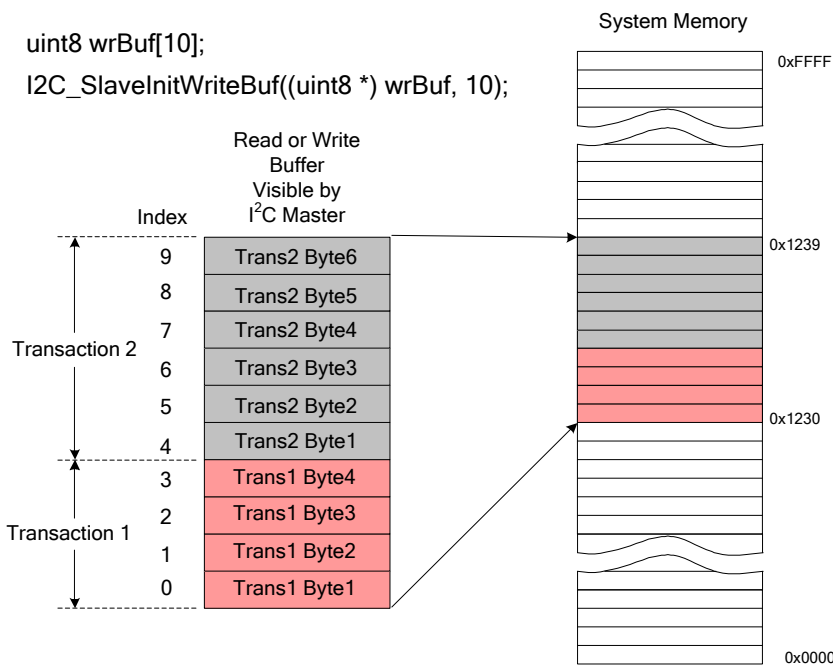 uint8 wrBuf[10];
I2C_SlaveInitWriteBuf((uint8 *) wrBuf, 10);
System Memory
0xFFFF
Read or Write
Buffer
Visible by
I²C Master
Index
9
Trans2 Byte6
8
Trans2 Byte5
7
Trans2 Byte4
Transaction 2
6
Trans2 Byte3
5
Trans2 Byte2
4
Trans2 Byte1
3
Trans1 Byte4
2
Trans1 Byte3
Transaction 1
1
Trans1 Byte2
0
Trans1 Byte1
0x1239
0x1230
0x0000